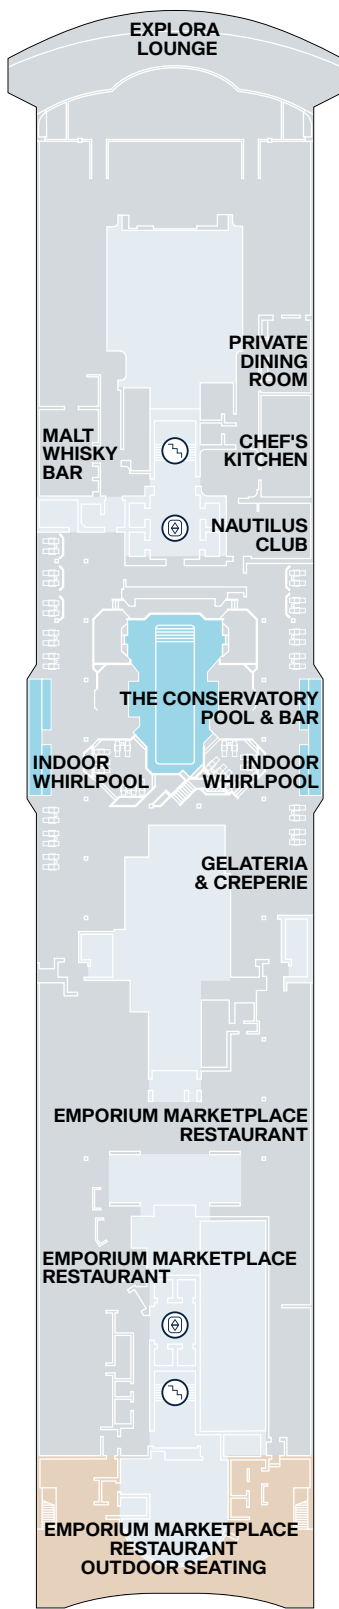 EXPLORA
LOUNGE
PRIVATE
DINING
ROOM
MALT
WHISKY
BAR
CHEF'S
KITCHEN
NAUTILUS
CLUB
THE CONSERVATORY
POOL & BAR
INDOOR
WHIRLPOOL
INDOOR
WHIRLPOOL
GELATERIA
& CREPERIE
EMPORIUM MARKETPLACE
RESTAURANT
EMPORIUM MARKETPLACE
RESTAURANT
EMPORIUM MARKETPLACE
RESTAURANT
OUTDOOR SEATING